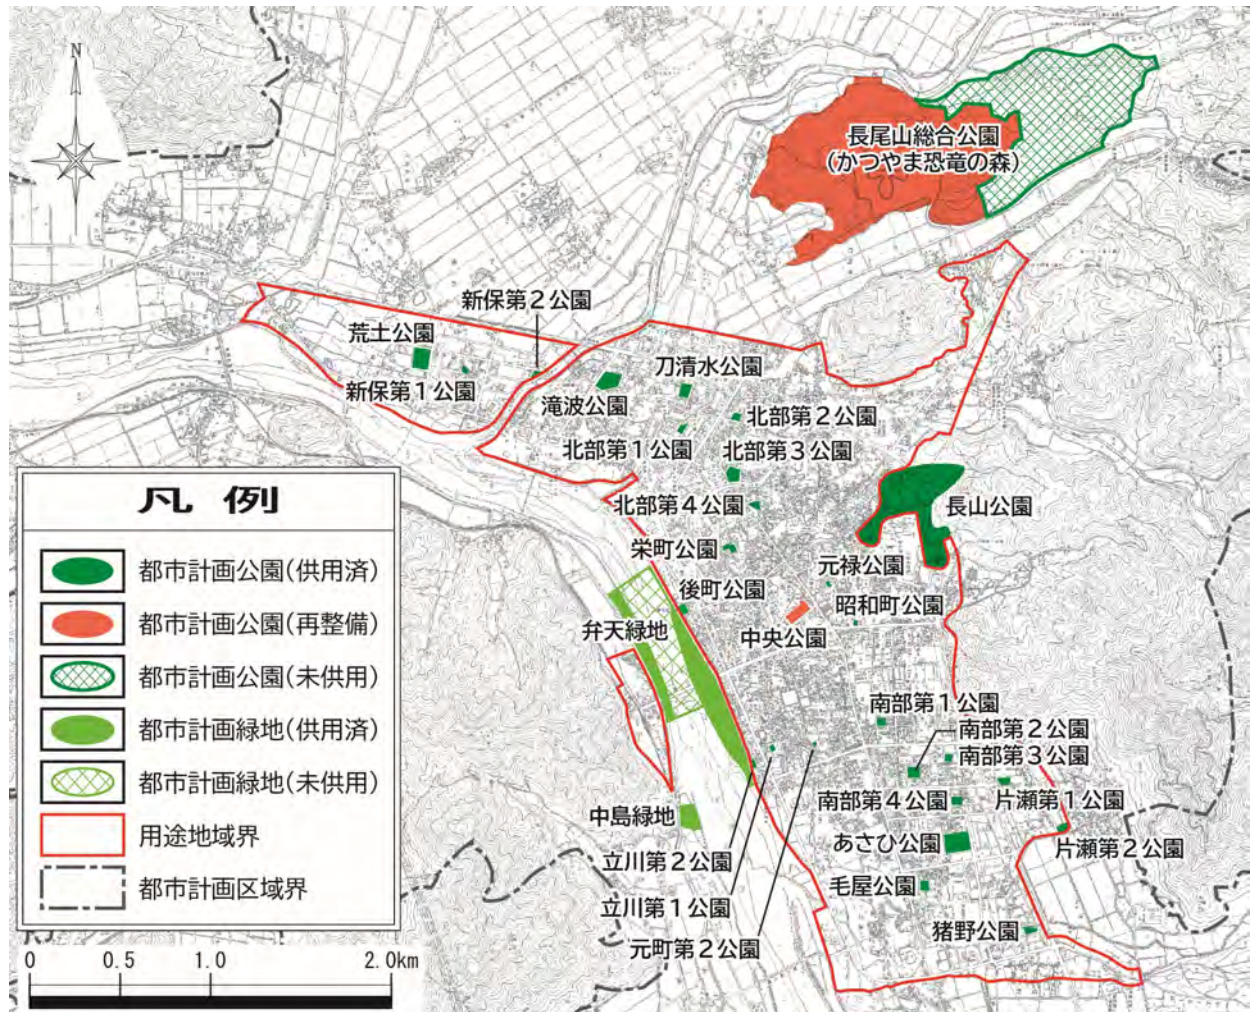 N
長尾山総合公園
(かつやま恐竜の森)
新保第2公園
荒土公園
新保第1公園
滝波公園
刀清水公園
北部第2公園
北部第1公園
北部第3公園
北部第4公園
長山公園
栄町公園
元禄公園
後町公園
昭和町公園
弁天緑地
中央公園
南部第1公園
南部第2公園
南部第3公園
南部第4公園
片瀬第1公園
中島緑地
あさひ公園
片瀬第2公園
立川第2公園
毛屋公園
立川第1公園
猪野公園
元町第2公園
凡例
都市計画公園(供用済)
都市計画公園(再整備)
都市計画公園(未供用)
都市計画緑地(供用済)
都市計画緑地(未供用)
用途地域界
都市計画区域界
0 0.5 1.0 2.0km